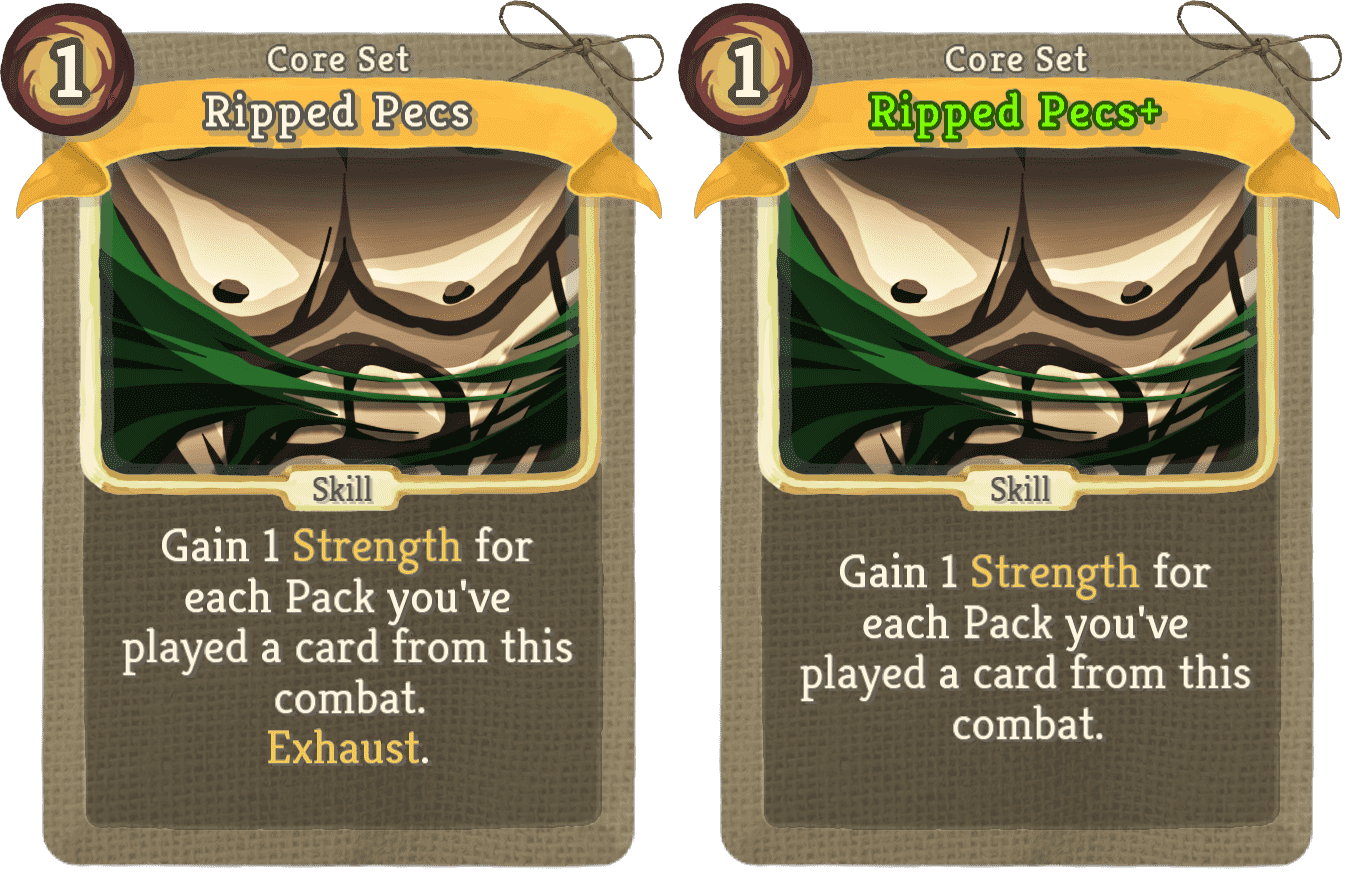 1
Core Set
Ripped Pecs
Skill
Gain 1 Strength for
each Pack you've
played a card from this
combat.
Exhaust.
1
Core Set
Ripped Pecs+
Skill
Gain 1 Strength for
each Pack you've
played a card from this
combat.